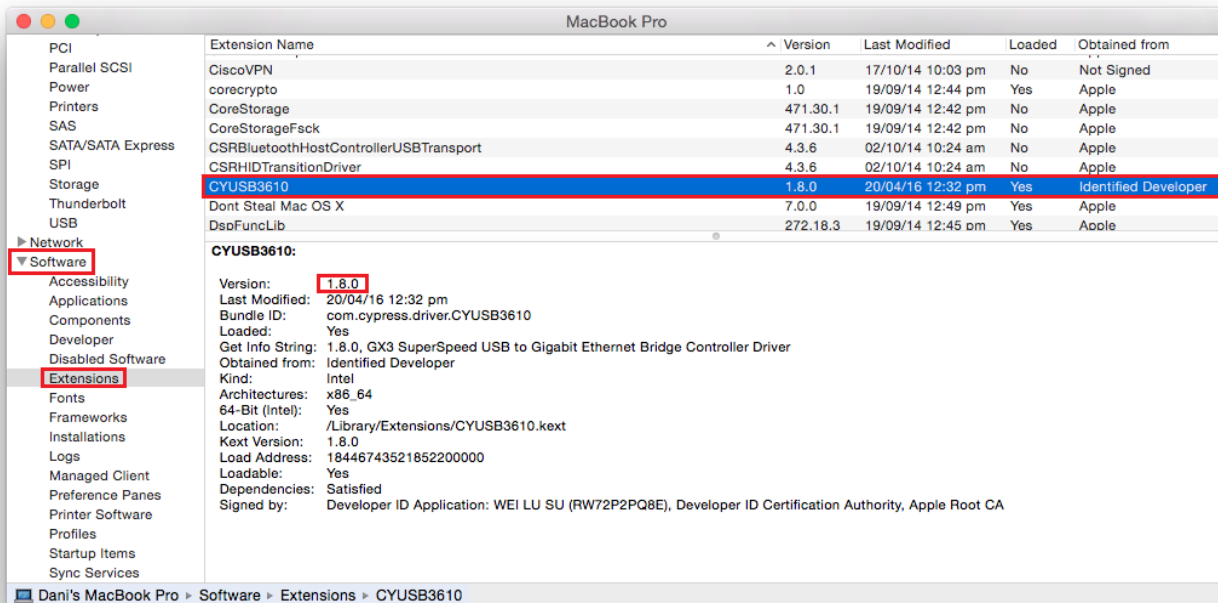 MacBook Pro
PCI
Parallel SCSI
Power
Printers
SAS
SATA/SATA Express
SPI
Storage
Thunderbolt
USB
Network
Software
Accessibility
Applications
Components
Developer
Disabled Software
Extensions
Fonts
Frameworks
Installations
Logs
Managed Client
Preference Panes
Printer Software
Profiles
Startup Items
Sync Services
Extension Name Version Last Modified Loaded Obtained from
CiscoVPN 2.0.1 17/10/14 10:03 pm No Not Signed
corecrypto 1.0 19/09/14 12:44 pm Yes Apple
CoreStorage 471.30.1 19/09/14 12:42 pm No Apple
CoreStorageFsck 471.30.1 19/09/14 12:42 pm No Apple
CSRBluetoothHostControllerUSBTransport 4.3.6 02/10/14 10:24 am No Apple
CSRHIDTransitionDriver 4.3.6 02/10/14 10:24 am No Apple
CYUSB3610 1.8.0 20/04/16 12:32 pm Yes Identified Developer
Dont Steal Mac OS X 7.0.0 19/09/14 12:49 pm Yes Apple
DspFuncLib 272.18.3 19/09/14 12:45 pm Yes Apple
CYUSB3610:
Version: 1.8.0
Last Modified: 20/04/16 12:32 pm
Bundle ID: com.cypress.driver.CYUSB3610
Loaded: Yes
Get Info String: 1.8.0, GX3 SuperSpeed USB to Gigabit Ethernet Bridge Controller Driver
Obtained from: Identified Developer
Kind: Intel
Architectures: x86_64
64-Bit (Intel): Yes
Location: /Library/Extensions/CYUSB3610.kext
Kext Version: 1.8.0
Load Address: 18446743521852200000
Loadable: Yes
Dependencies: Satisfied
Signed by: Developer ID Application: WEI LU SU (RW72P2PQ8E), Developer ID Certification Authority, Apple Root CA
Dani's MacBook Pro ▸ Software ▸ Extensions ▸ CYUSB3610